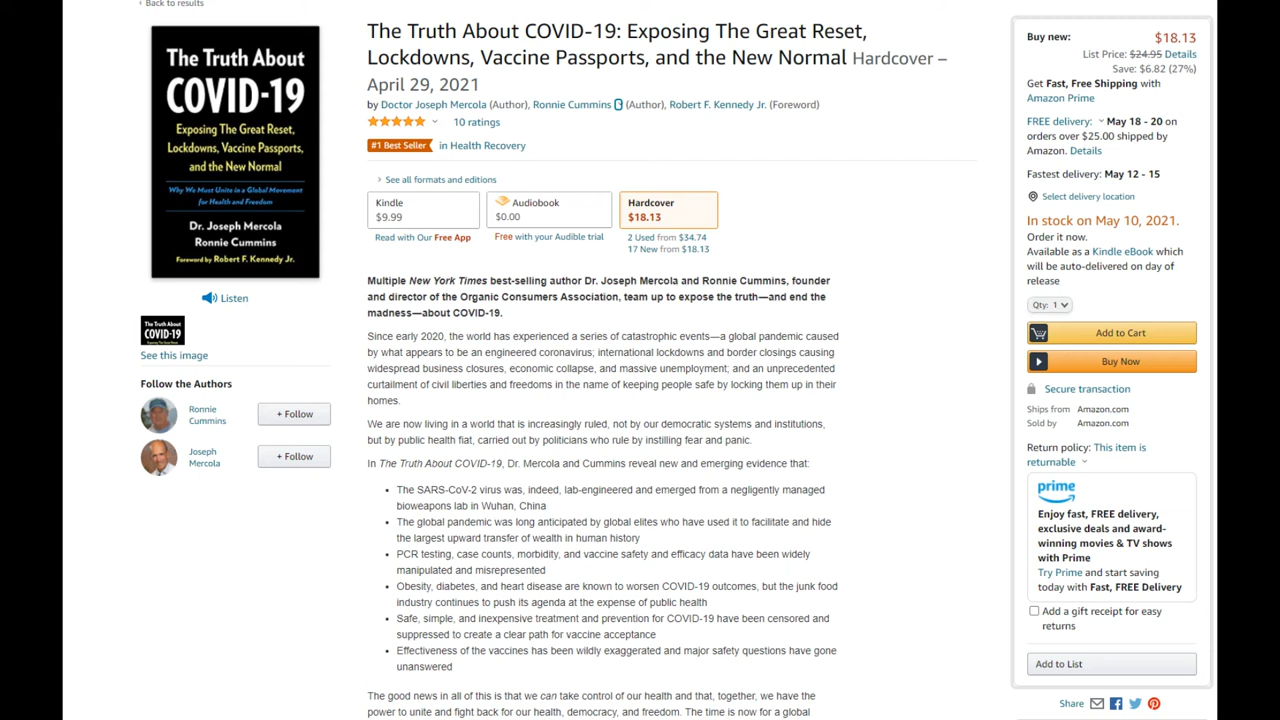 Back to results
The Truth About
COVID-19
Exposing The Great Reset,
Lockdowns, Vaccine Passports,
and the New Normal
Why We Must Unite in a Global Movement
for Health and Freedom
Dr. Joseph Mercola
Ronnie Cummins
Foreword by Robert F. Kennedy Jr.
Listen
The Truth About
COVID-19
See this image
Follow the Authors
Ronnie
Cummins
+ Follow
Joseph
Mercola
+ Follow
The Truth About COVID-19: Exposing The Great Reset,
Lockdowns, Vaccine Passports, and the New Normal Hardcover –
April 29, 2021
by Doctor Joseph Mercola (Author), Ronnie Cummins (Author), Robert F. Kennedy Jr. (Foreword)
10 ratings
#1 Best Seller in Health Recovery
See all formats and editions
Kindle
$9.99
Read with Our Free App
Audiobook
$0.00
Free with your Audible trial
Hardcover
$18.13
2 Used from $34.74
17 New from $18.13
Multiple New York Times best-selling author Dr. Joseph Mercola and Ronnie Cummins, founder
and director of the Organic Consumers Association, team up to expose the truth—and end the
madness—about COVID-19.
Since early 2020, the world has experienced a series of catastrophic events—a global pandemic caused
by what appears to be an engineered coronavirus; international lockdowns and border closings causing
widespread business closures, economic collapse, and massive unemployment; and an unprecedented
curtailment of civil liberties and freedoms in the name of keeping people safe by locking them up in their
homes.
We are now living in a world that is increasingly ruled, not by our democratic systems and institutions,
but by public health fiat, carried out by politicians who rule by instilling fear and panic.
In The Truth About COVID-19, Dr. Mercola and Cummins reveal new and emerging evidence that:
• The SARS-CoV-2 virus was, indeed, lab-engineered and emerged from a negligently managed
bioweapons lab in Wuhan, China
• The global pandemic was long anticipated by global elites who have used it to facilitate and hide
the largest upward transfer of wealth in human history
• PCR testing, case counts, morbidity, and vaccine safety and efficacy data have been widely
manipulated and misrepresented
• Obesity, diabetes, and heart disease are known to worsen COVID-19 outcomes, but the junk food
industry continues to push its agenda at the expense of public health
• Safe, simple, and inexpensive treatment and prevention for COVID-19 have been censored and
suppressed to create a clear path for vaccine acceptance
• Effectiveness of the vaccines has been wildly exaggerated and major safety questions have gone
unanswered
The good news in all of this is that we can take control of our health and that, together, we have the
power to unite and fight back for our health, democracy, and freedom. The time is now for a global
Buy new: $18.13
List Price: $24.95 Details
Save: $6.82 (27%)
Get Fast, Free Shipping with
Amazon Prime
FREE delivery: May 18 - 20 on
orders over $25.00 shipped by
Amazon. Details
Fastest delivery: May 12 - 15
Select delivery location
In stock on May 10, 2021.
Order it now.
Available as a Kindle eBook which
will be auto-delivered on day of
release
Qty: 1
Add to Cart
Buy Now
Secure transaction
Ships from Amazon.com
Sold by Amazon.com
Return policy: This item is
returnable
prime
Enjoy fast, FREE delivery,
exclusive deals and award-
winning movies & TV shows
with Prime
Try Prime and start saving
today with Fast, FREE Delivery
Add a gift receipt for easy
returns
Add to List
Share